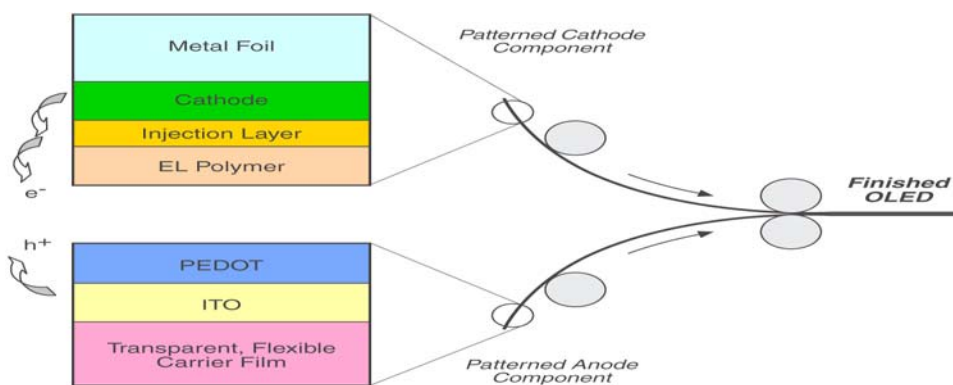 Metal Foil
Cathode
Injection Layer
EL Polymer
e-
h+
PEDOT
ITO
Transparent, Flexible
Carrier Film
Patterned Cathode
Component
Finished
OLED
Patterned Anode
Component